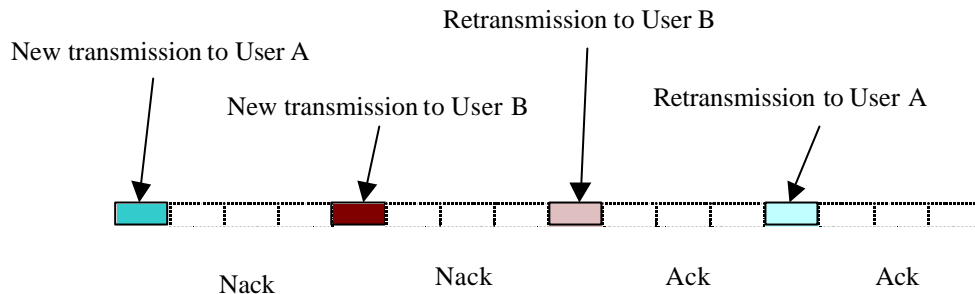 Retransmission to User B
New transmission to User A
Retransmission to User A
New transmission to User B
Nack
Nack
Ack
Ack